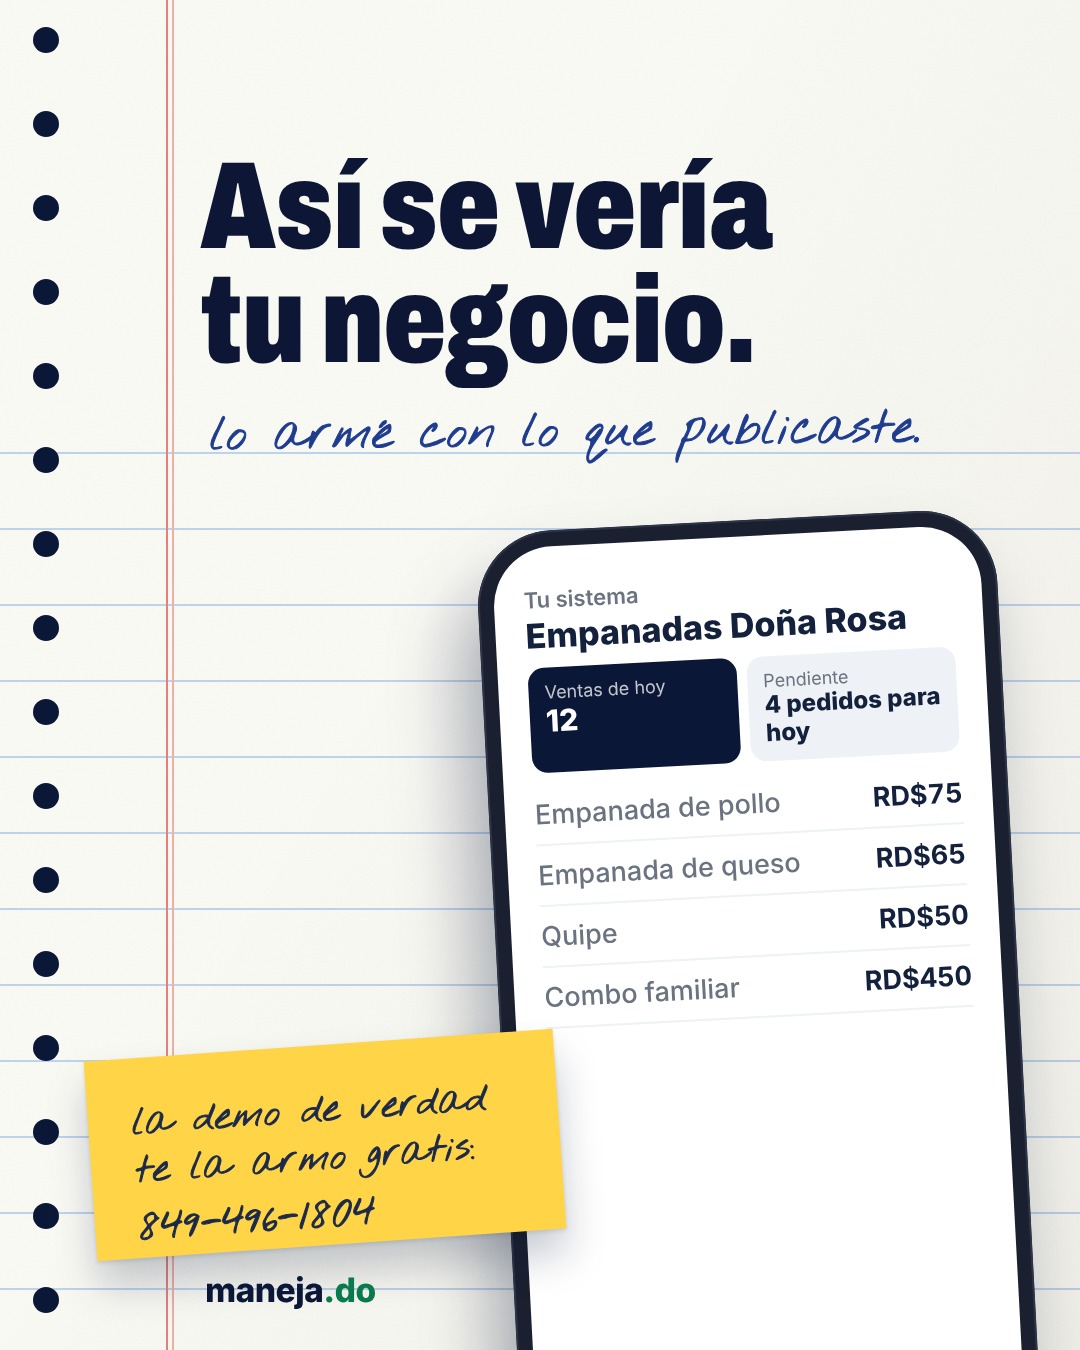 Así se vería
tu negocio.
lo armé con lo que publicaste.
Tu sistema
Empanadas Doña Rosa
Ventas de hoy
12
Pendiente
4 pedidos para
hoy
Empanada de pollo RD$75
Empanada de queso RD$65
Quipe RD$50
Combo familiar RD$450
la demo de verdad
te la armo gratis:
849-496-1804
maneja.do